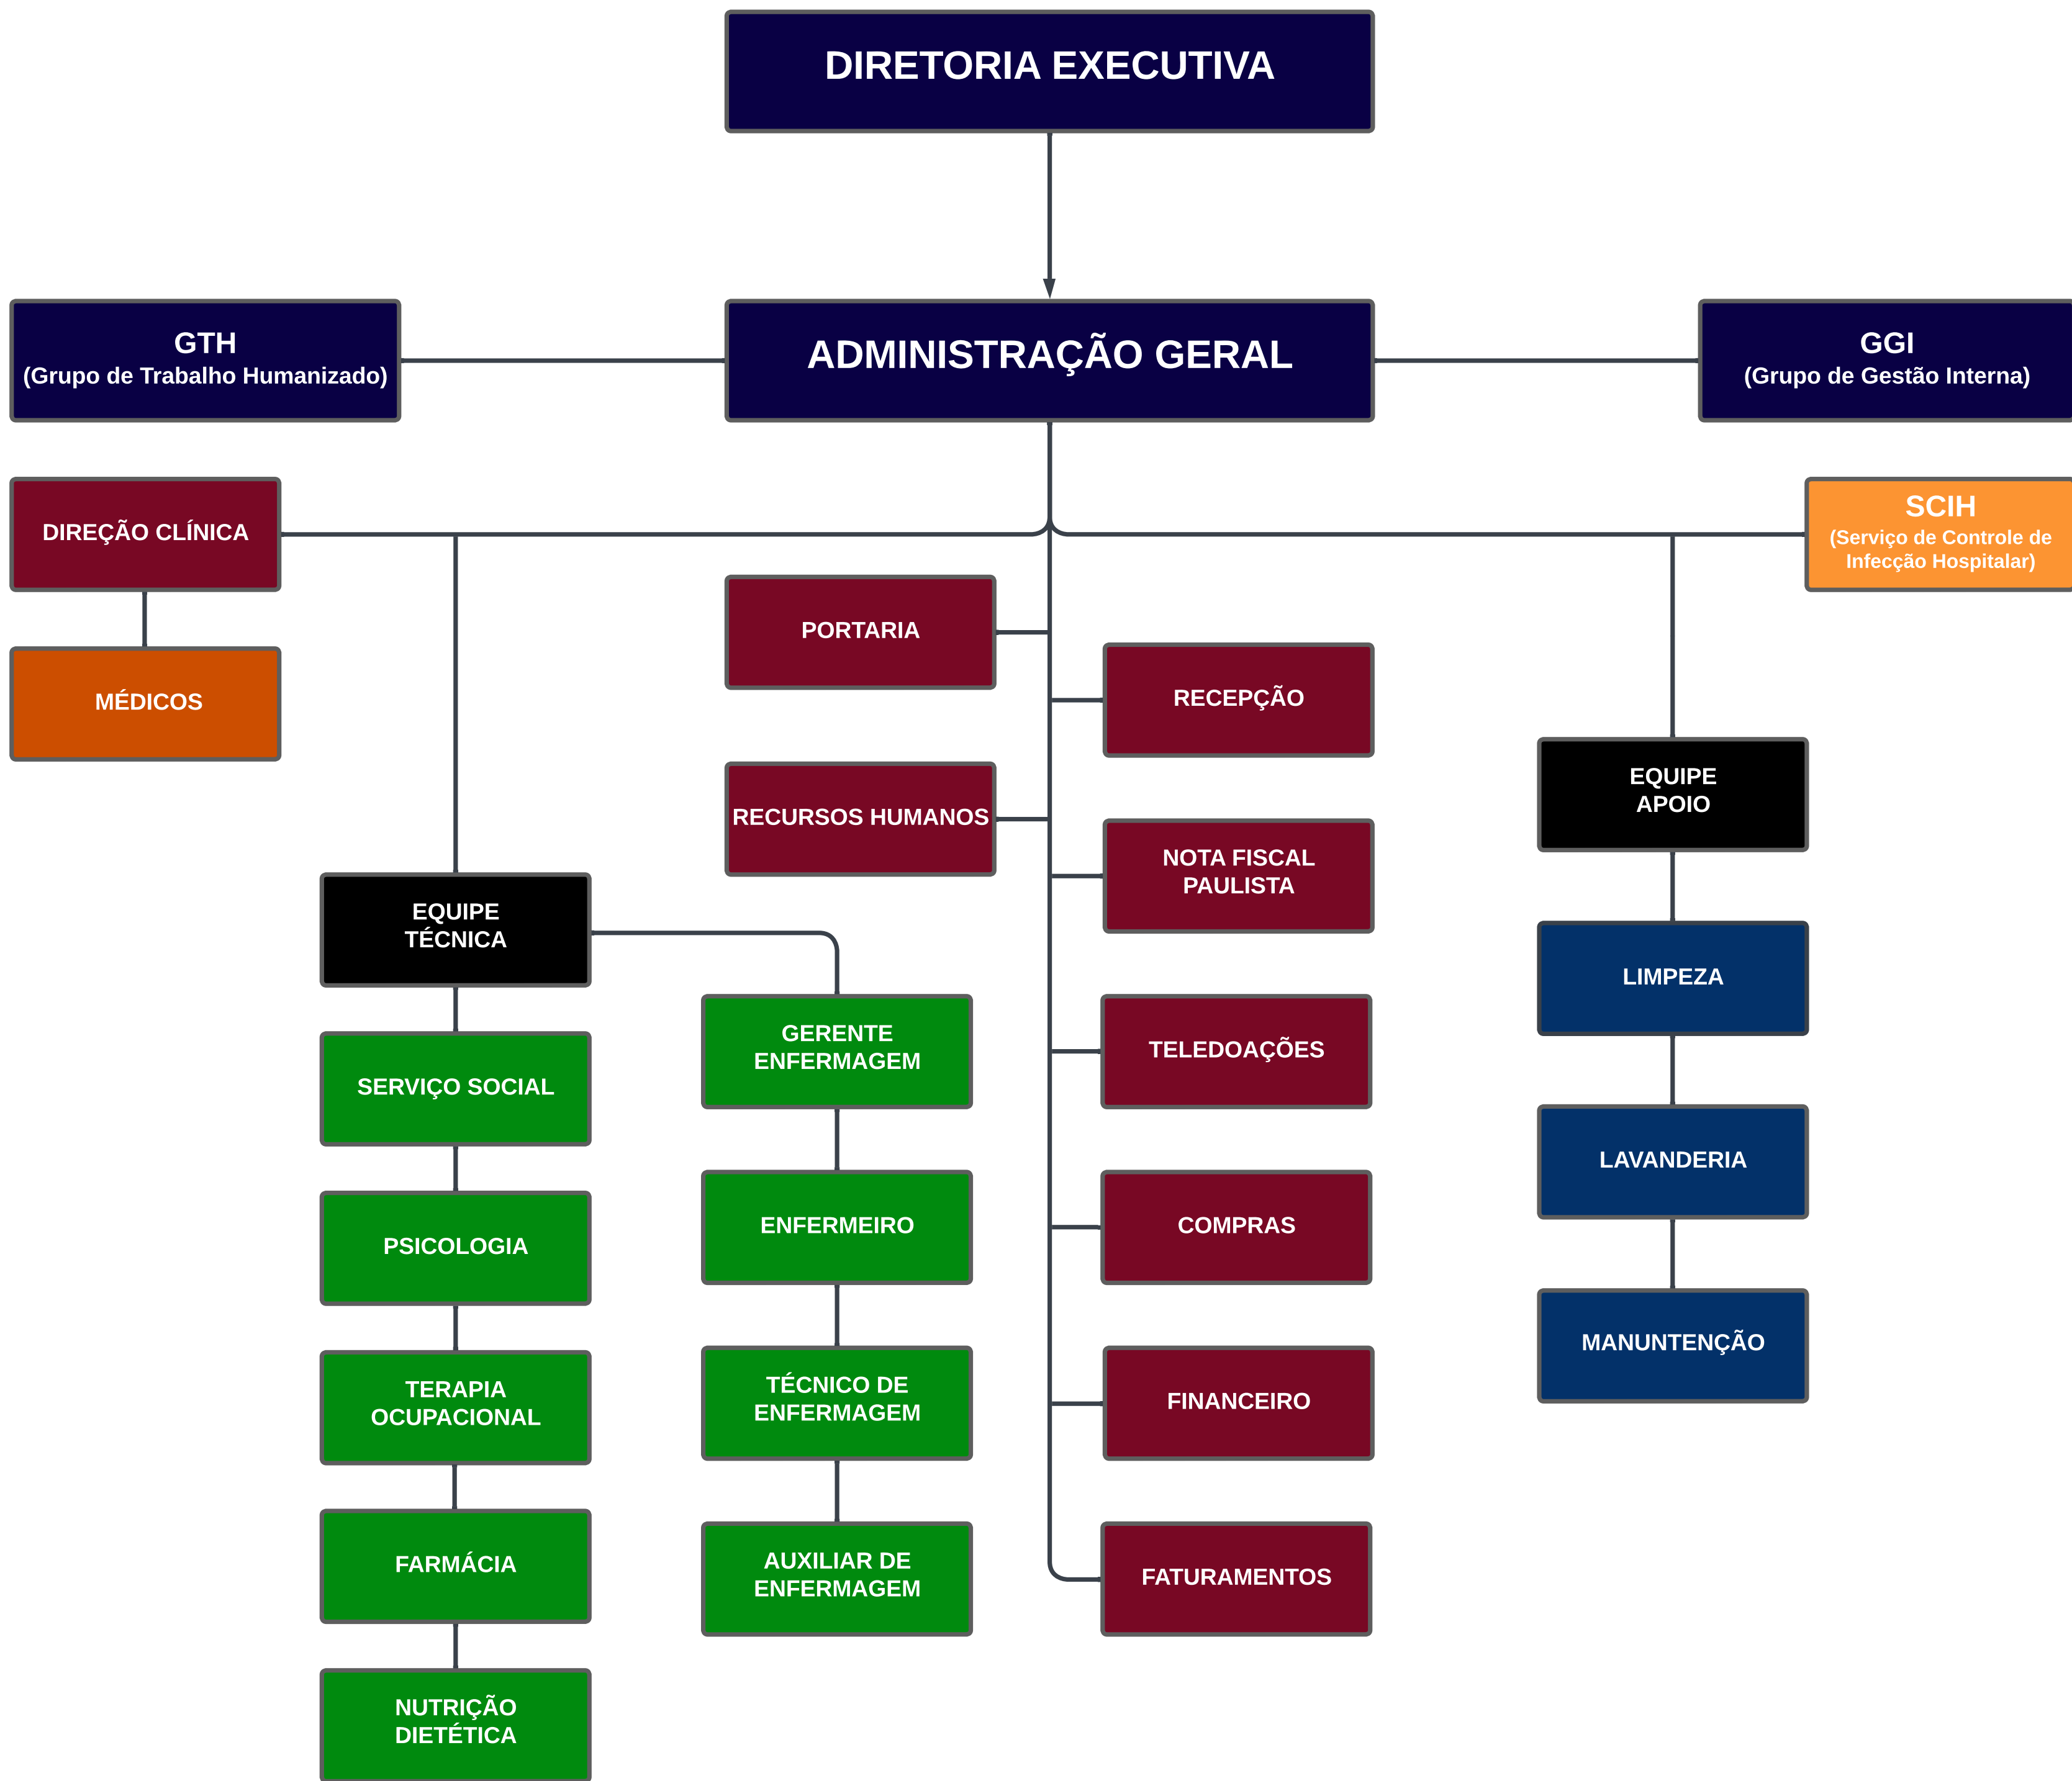 DIRETORIA EXECUTIVA
GTH
(Grupo de Trabalho Humanizado)
ADMINISTRAÇÃO GERAL
GGI
(Grupo de Gestão Interna)
DIREÇÃO CLÍNICA
SCIH
(Serviço de Controle de
Infecção Hospitalar)
MÉDICOS
PORTARIA
RECEPÇÃO
RECURSOS HUMANOS
NOTA FISCAL
PAULISTA
TELEDOAÇÕES
COMPRAS
FINANCEIRO
FATURAMENTOS
EQUIPE
TÉCNICA
SERVIÇO SOCIAL
PSICOLOGIA
TERAPIA
OCUPACIONAL
FARMÁCIA
NUTRIÇÃO
DIETÉTICA
GERENTE
ENFERMAGEM
ENFERMEIRO
TÉCNICO DE
ENFERMAGEM
AUXILIAR DE
ENFERMAGEM
EQUIPE
APOIO
LIMPEZA
LAVANDERIA
MANUNTENÇÃO